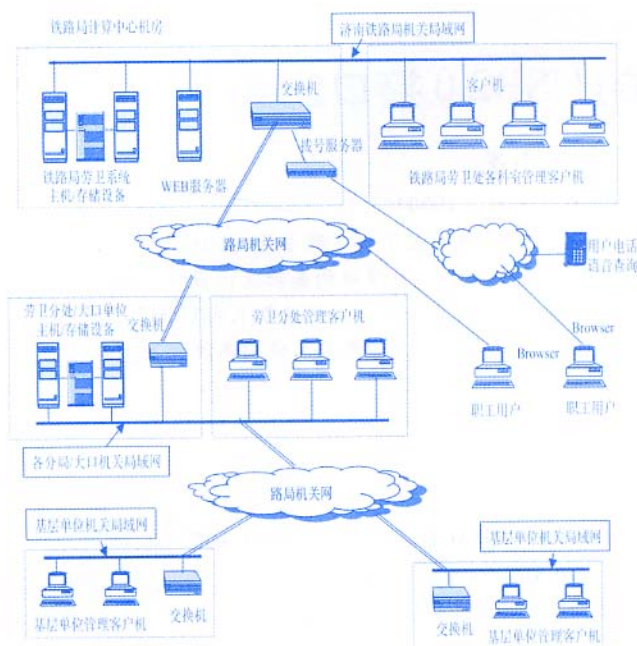 铁路局计算中心机房
济南铁路局机关局域网
交换机
客户机
拨号服务器
铁路局劳卫系统
主机/存储设备
WEB服务器
铁路局劳卫处各科室管理客户机
路局机关网
用户电话
语音查询
劳卫分处/大口单位
主机/存储设备
交换机
劳卫分处管理客户机
Browser
Browser
职工用户
职工用户
各分局/大口机关局域网
路局机关网
基层单位机关局域网
基层单位机关局域网
交换机
基层单位管理客户机
交换机
基层单位管理客户机